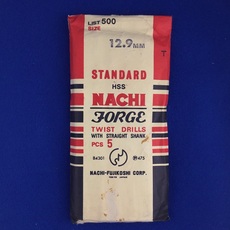 LIST 500
SIZE
12.9MM
STANDARD
HSS
NACHI
FORGE
TWIST DRILLS
WITH STRAIGHT SHANK
PCS 5
NACHI-FUJIKOSHI CORP.